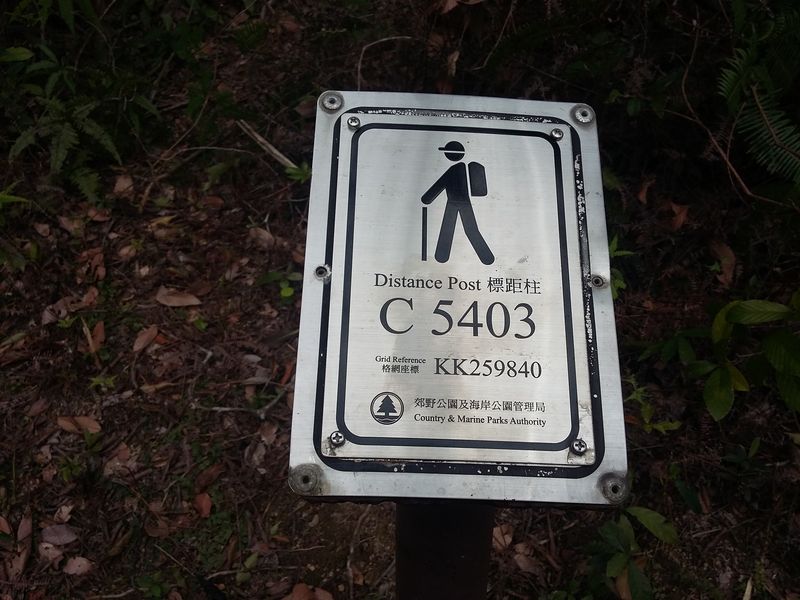 Distance Post 標距柱
C 5403
Grid Reference
格網座標 KK259840
郊野公園及海岸公園管理局
Country & Marine Parks Authority